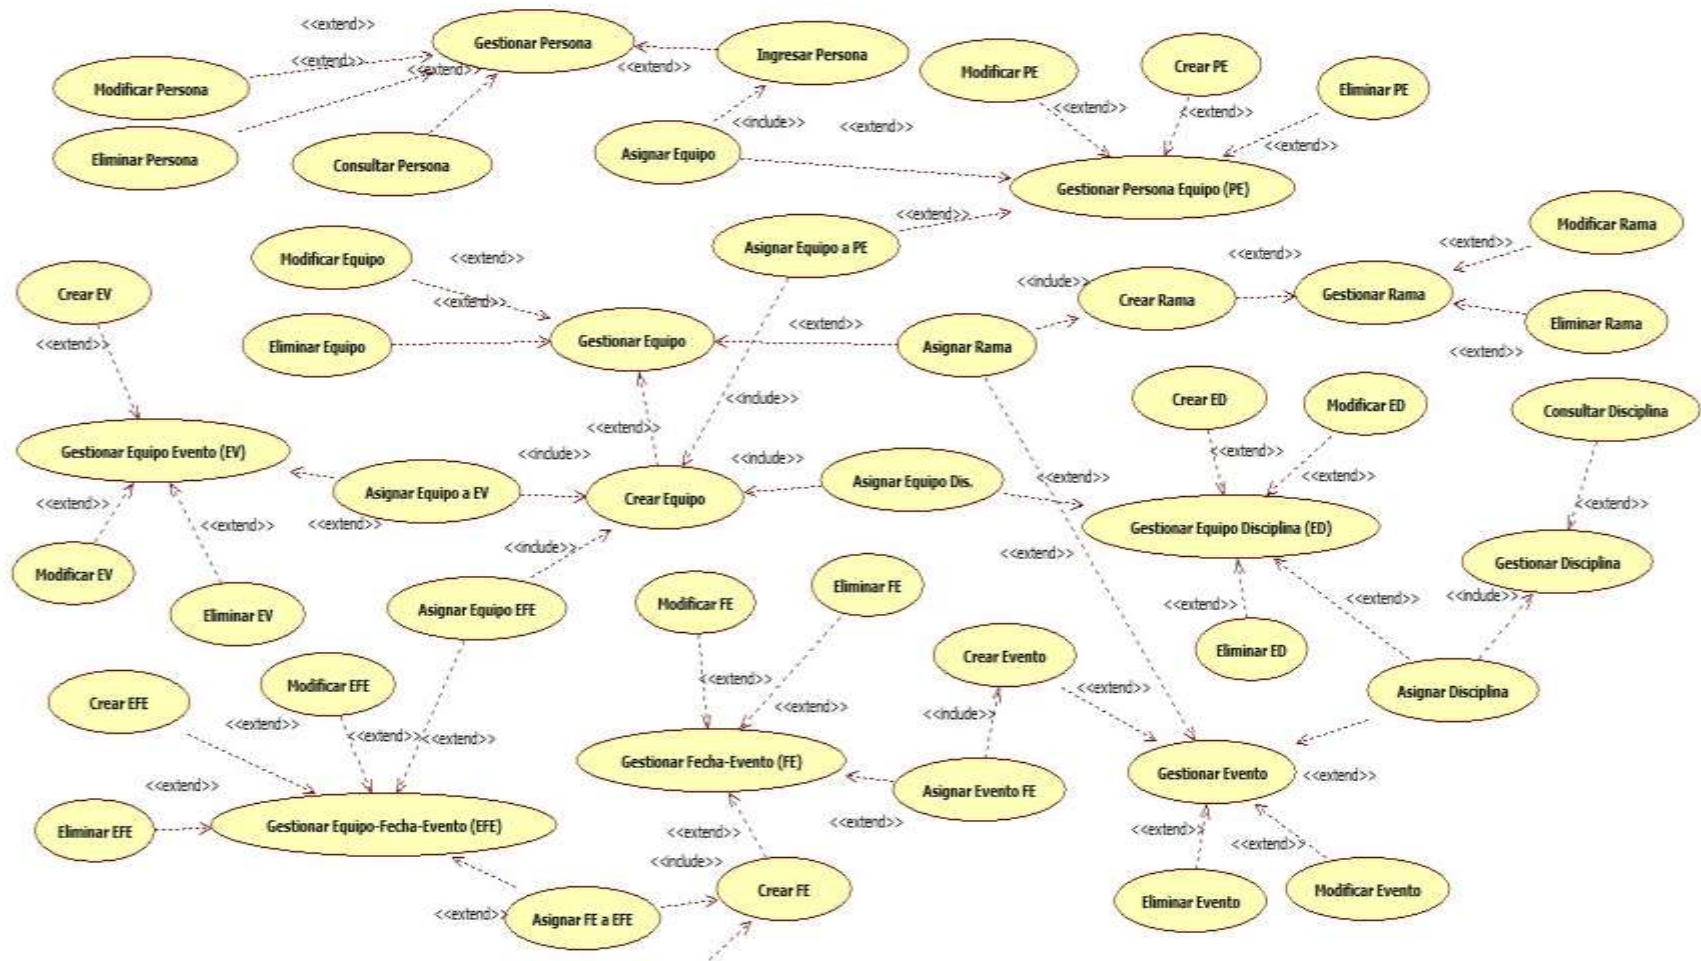 <<extend>>
Gestionar Persona
Ingresar Persona
<<extend>>
<<extend>>
<<extend>>
Modificar Persona
Eliminar Persona
Consultar Persona
Modificar PE
Crear PE
Eliminar PE
<<extend>>
<<extend>>
<<extend>>
<<include>>
<<extend>>
Asignar Equipo
Gestionar Persona Equipo (PE)
<<extend>>
Asignar Equipo a PE
Modificar Rama
<<extend>>
<<extend>>
Modificar Equipo
<<extend>>
<<extend>>
Crear EV
<<extend>>
<<include>>
Crear Rama
Gestionar Rama
Eliminar Rama
<<extend>>
Eliminar Equipo
Gestionar Equipo
<<extend>>
Asignar Rama
<<include>>
Crear ED
Modificar ED
Consultar Disciplina
<<extend>>
<<extend>>
<<extend>>
<<extend>>
Gestionar Equipo Evento (EV)
<<include>>
<<include>>
<<extend>>
Asignar Equipo a EV
Crear Equipo
Asignar Equipo Dis.
<<extend>>
<<extend>>
<<extend>>
<<extend>>
Gestionar Equipo Disciplina (ED)
<<include>>
<<extend>>
Modificar EV
Eliminar EV
Asignar Equipo EFE
Modificar FE
Eliminar FE
Gestionar Disciplina
<<extend>>
<<extend>>
<<include>>
Eliminar ED
Crear Evento
Asignar Disciplina
Crear EFE
Modificar EFE
<<extend>>
<<extend>>
<<extend>>
<<include>>
<<extend>>
<<extend>>
<<extend>>
Gestionar Fecha-Evento (FE)
Gestionar Evento
<<extend>>
<<extend>>
Asignar Evento FE
Eliminar EFE
Gestionar Equipo-Fecha-Evento (EFE)
<<extend>>
<<extend>>
<<extend>>
<<extend>>
<<include>>
Crear FE
Modificar Evento
Eliminar Evento
<<extend>>
Asignar FE a EFE